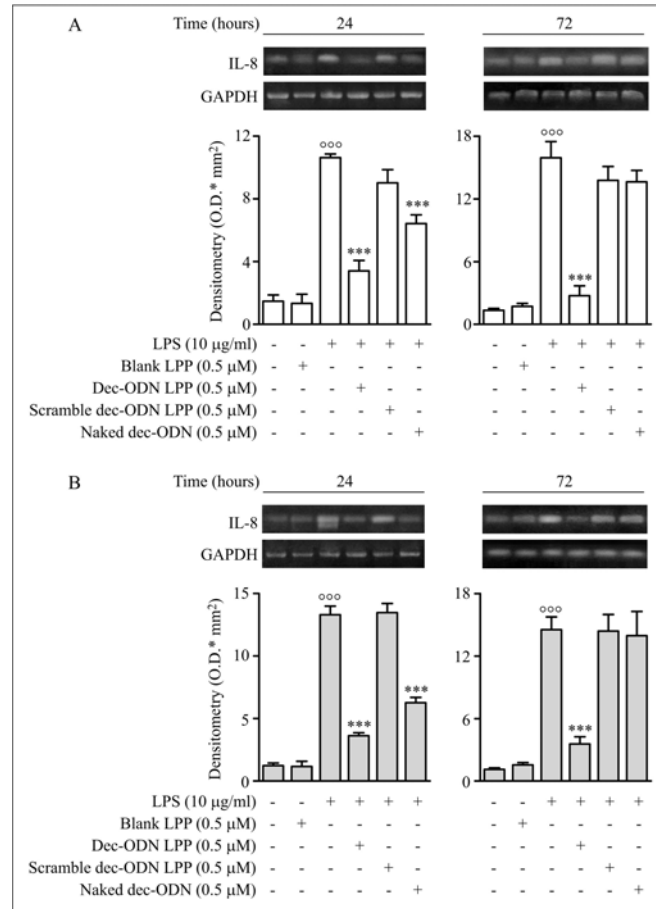 A
Time (hours) 24 72
IL-8
GAPDH
Densitometry (O.D.* mm²)
12 18
°°° °°°
9
12
*** ***
6
3 *** 6
0 0
LPS (10 µg/ml) - - + + + + - - + + + +
Blank LPP (0.5 µM) - + - - - - - + - - - -
Dec-ODN LPP (0.5 µM) - - - + - - - - - + - -
Scramble dec-ODN LPP (0.5 µM) - - - - + - - - - - + -
Naked dec-ODN (0.5 µM) - - - - - + - - - - - +
B
Time (hours) 24 72
IL-8
GAPDH
Densitometry (O.D.* mm²)
15 18
°°° °°°
10 12
***
5 *** *** 6
0 0
LPS (10 µg/ml) - - + + + + - - + + + +
Blank LPP (0.5 µM) - + - - - - - + - - - -
Dec-ODN LPP (0.5 µM) - - - + - - - - - + - -
Scramble dec-ODN LPP (0.5 µM) - - - - + - - - - - + -
Naked dec-ODN (0.5 µM) - - - - - + - - - - - +